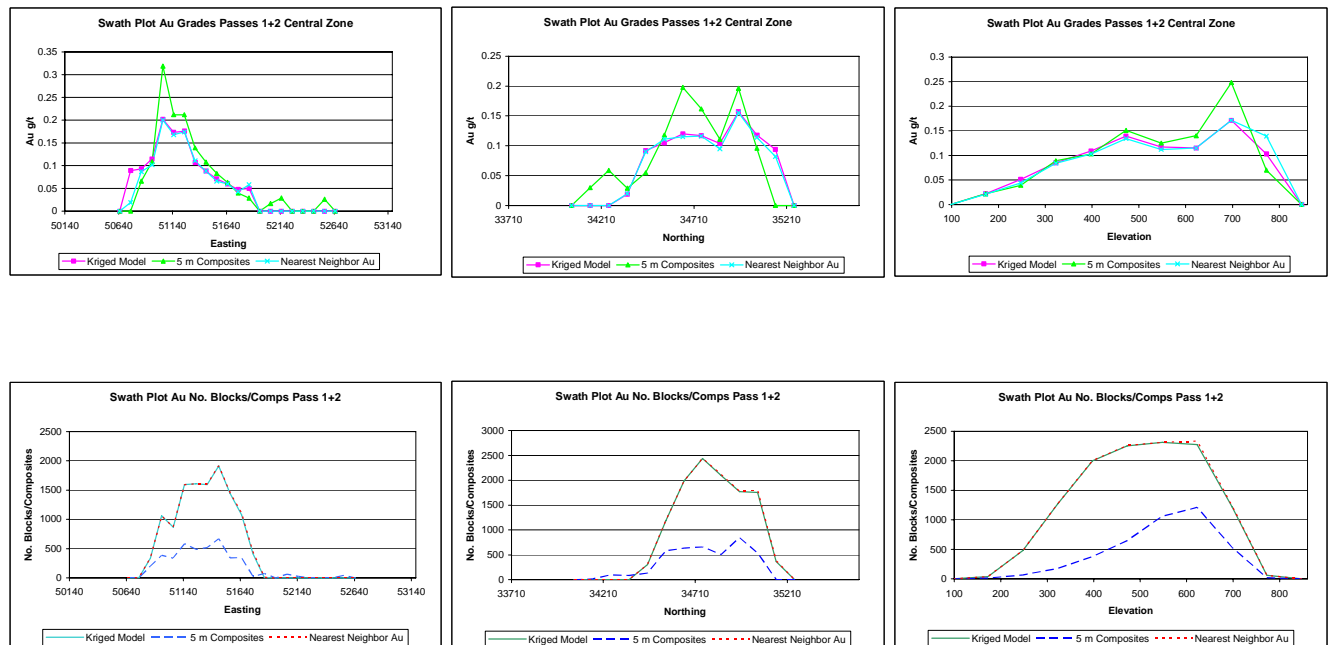 Swath Plot Au Grades Passes 1+2 Central Zone
0.35
0.3
0.25
0.2
0.15
0.1
0.05
0
Au g/t
50140 50640 51140 51640 52140 52640 53140
Easting
Kriged Model 5 m Composites Nearest Neighbor Au
Swath Plot Au Grades Passes 1+2 Central Zone
0.25
0.2
0.15
0.1
0.05
0
Au g/t
33710 34210 34710 35210
Northing
Kriged Model 5 m Composites Nearest Neighbor Au
Swath Plot Au Grades Passes 1+2 Central Zone
0.3
0.25
0.2
0.15
0.1
0.05
0
Au g/t
100 200 300 400 500 600 700 800
Elevation
Kriged Model 5 m Composites Nearest Neighbor Au
Swath Plot Au No. Blocks/Comps Pass 1+2
2500
2000
1500
1000
500
0
No. Blocks/Composites
50140 50640 51140 51640 52140 52640 53140
Easting
Kriged Model 5 m Composites Nearest Neighbor Au
Swath Plot Au No. Blocks/Comps Pass 1+2
3000
2500
2000
1500
1000
500
0
No. Blocks/Composites
33710 34210 34710 35210
Northing
Kriged Model 5 m Composites Nearest Neighbor Au
Swath Plot Au No. Blocks/Comps Pass 1+2
2500
2000
1500
1000
500
0
No. Blocks/Composites
100 200 300 400 500 600 700 800
Elevation
Kriged Model 5 m Composites Nearest Neighbor Au